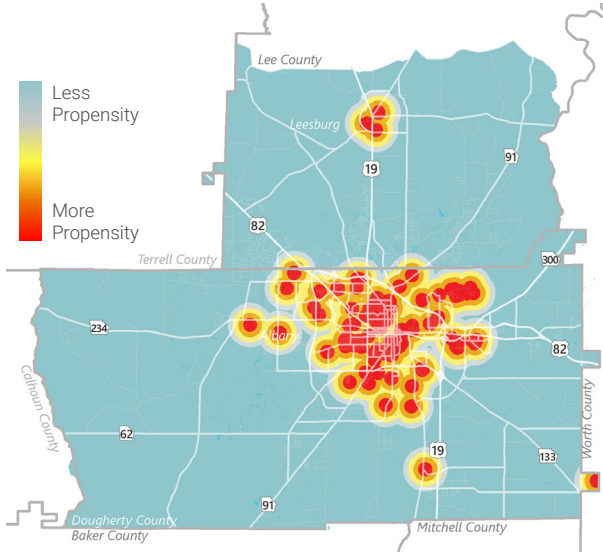 Lee County
Less
Propensity
Leesburg
91
19
More
Propensity
82
Terrell County
300
234
Alban
82
Calhoun County
Worth County
62
19
133
91
Dougherty County
Mitchell County
Baker County